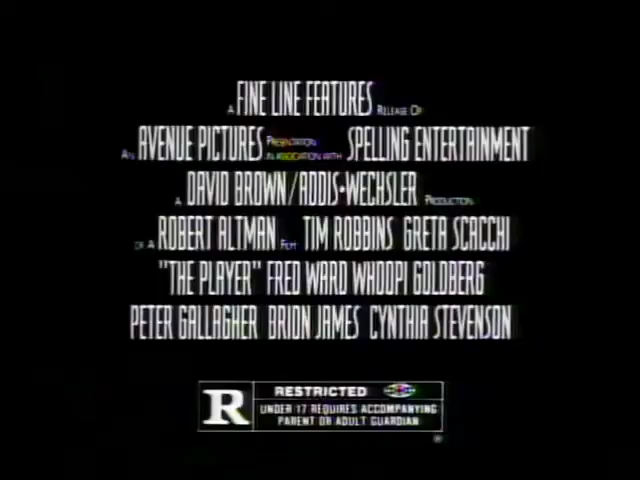 A FINE LINE FEATURES RELEASE OF
AN AVENUE PICTURES PRESENTATION IN ASSOCIATION WITH SPELLING ENTERTAINMENT
A DAVID BROWN/ADDIS•WECHSLER PRODUCTION
OF A ROBERT ALTMAN FILM TIM ROBBINS GRETA SCACCHI
"THE PLAYER" FRED WARD WHOOPI GOLDBERG
PETER GALLAGHER BRION JAMES CYNTHIA STEVENSON
R RESTRICTED
UNDER 17 REQUIRES ACCOMPANYING
PARENT OR ADULT GUARDIAN
®